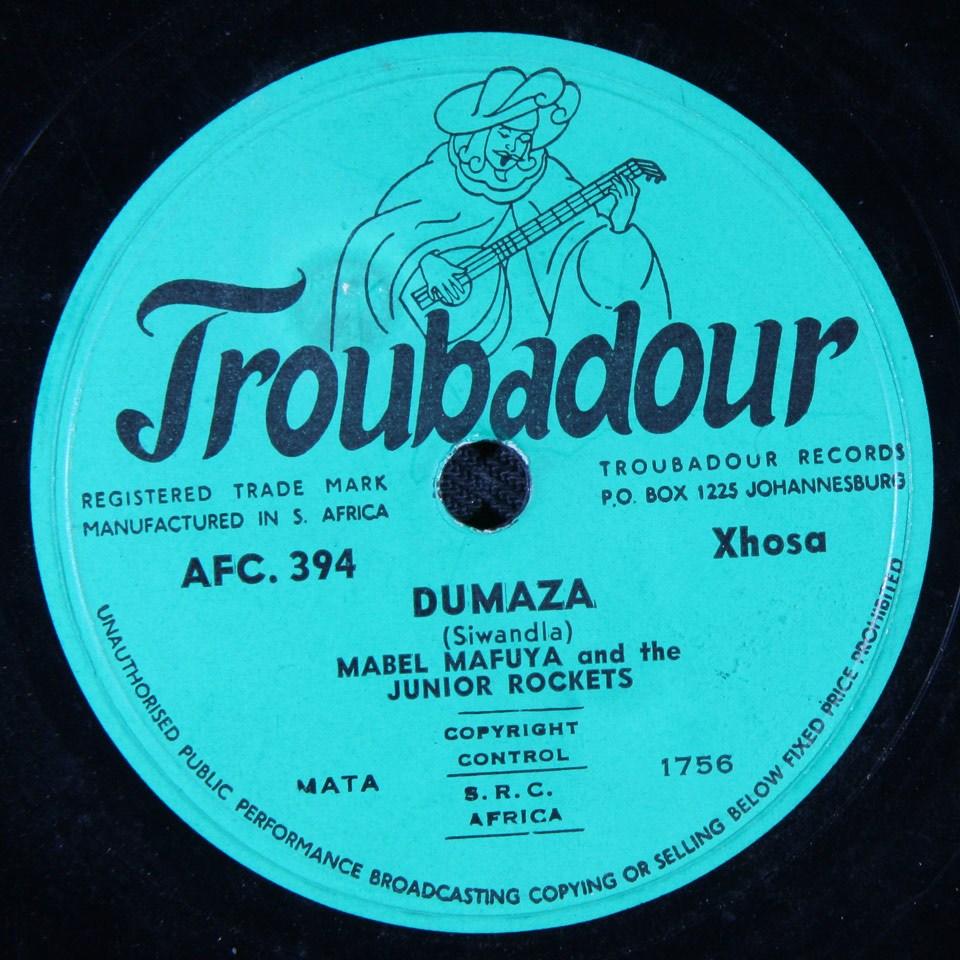 Troubadour
REGISTERED TRADE MARK
MANUFACTURED IN S. AFRICA
TROUBADOUR RECORDS
P.O. BOX 1225 JOHANNESBURG
AFC. 394
Xhosa
DUMAZA
(Siwandla)
MABEL MAFUYA and the
JUNIOR ROCKETS
COPYRIGHT
CONTROL
MATA
1756
S.R.C.
AFRICA
UNAUTHORISED PUBLIC PERFORMANCE BROADCASTING COPYING OR SELLING BELOW FIXED PRICE PROHIBITED